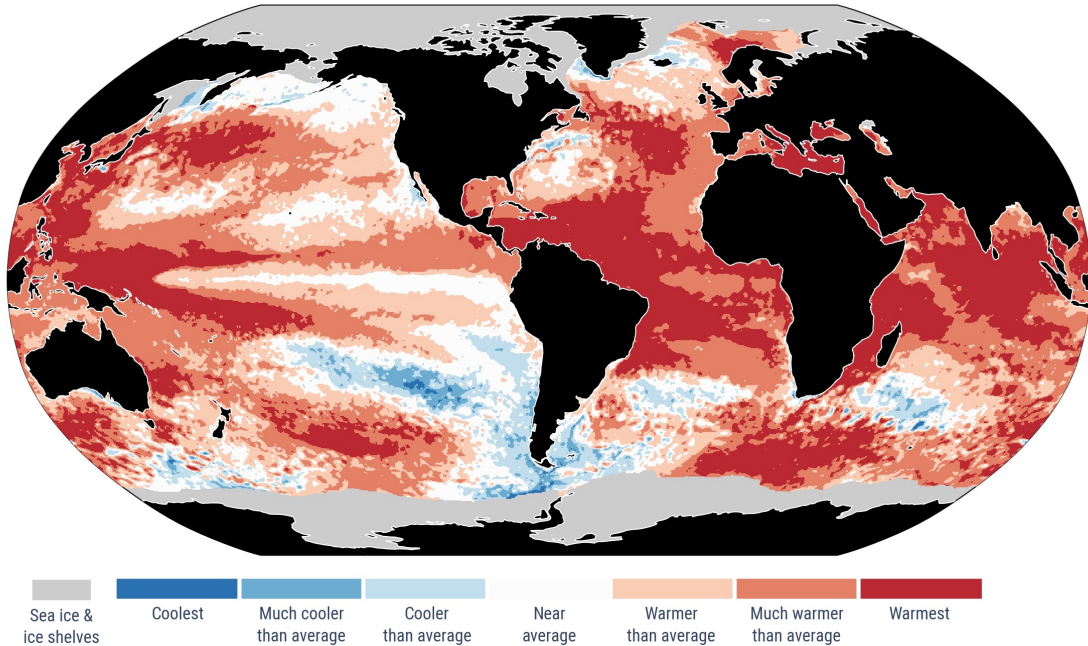 Sea ice &
ice shelves
Coolest
Much cooler
than average
Cooler
than average
Near
average
Warmer
than average
Much warmer
than average
Warmest